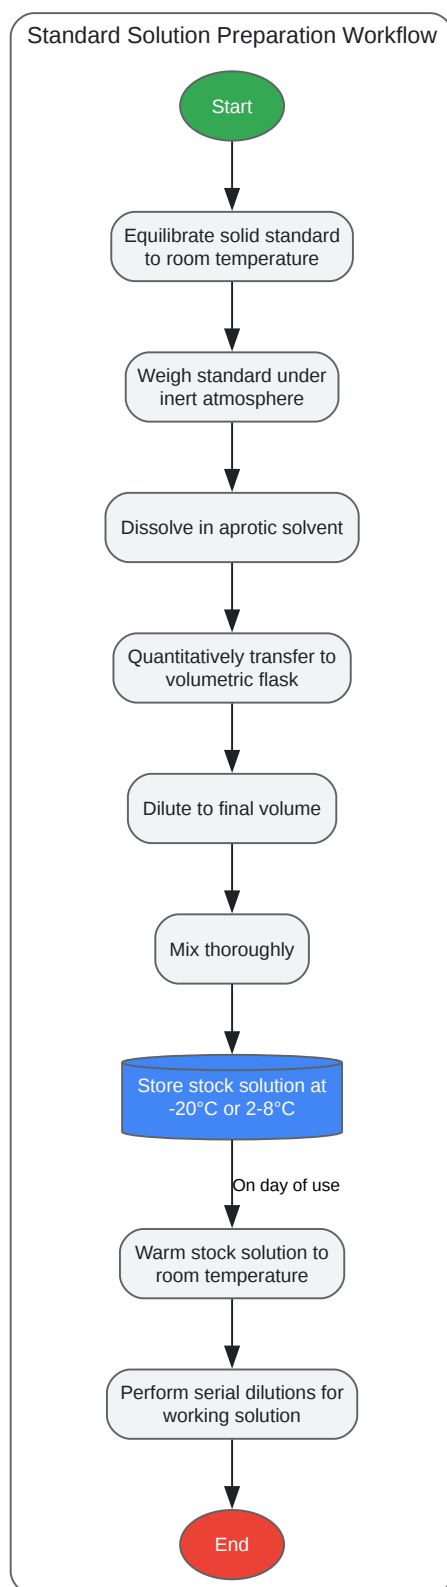 Standard Solution Preparation Workflow
Start
Equilibrate solid standard
to room temperature
Weigh standard under
inert atmosphere
Dissolve in aprotic solvent
Quantitatively transfer to
volumetric flask
Dilute to final volume
Mix thoroughly
Store stock solution at
-20°C or 2-8°C
On day of use
Warm stock solution to
room temperature
Perform serial dilutions for
working solution
End